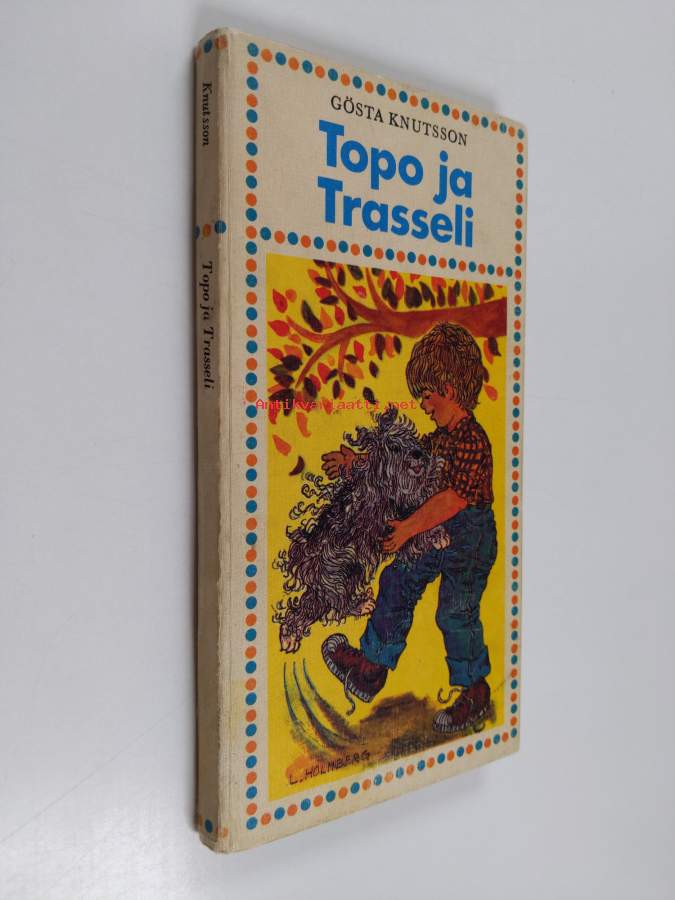 Knutsson
Topo ja Trasseli
GÖSTA KNUTSSON
Topo ja
Trasseli
Antikvariaatti.net
L. HOLMBERG